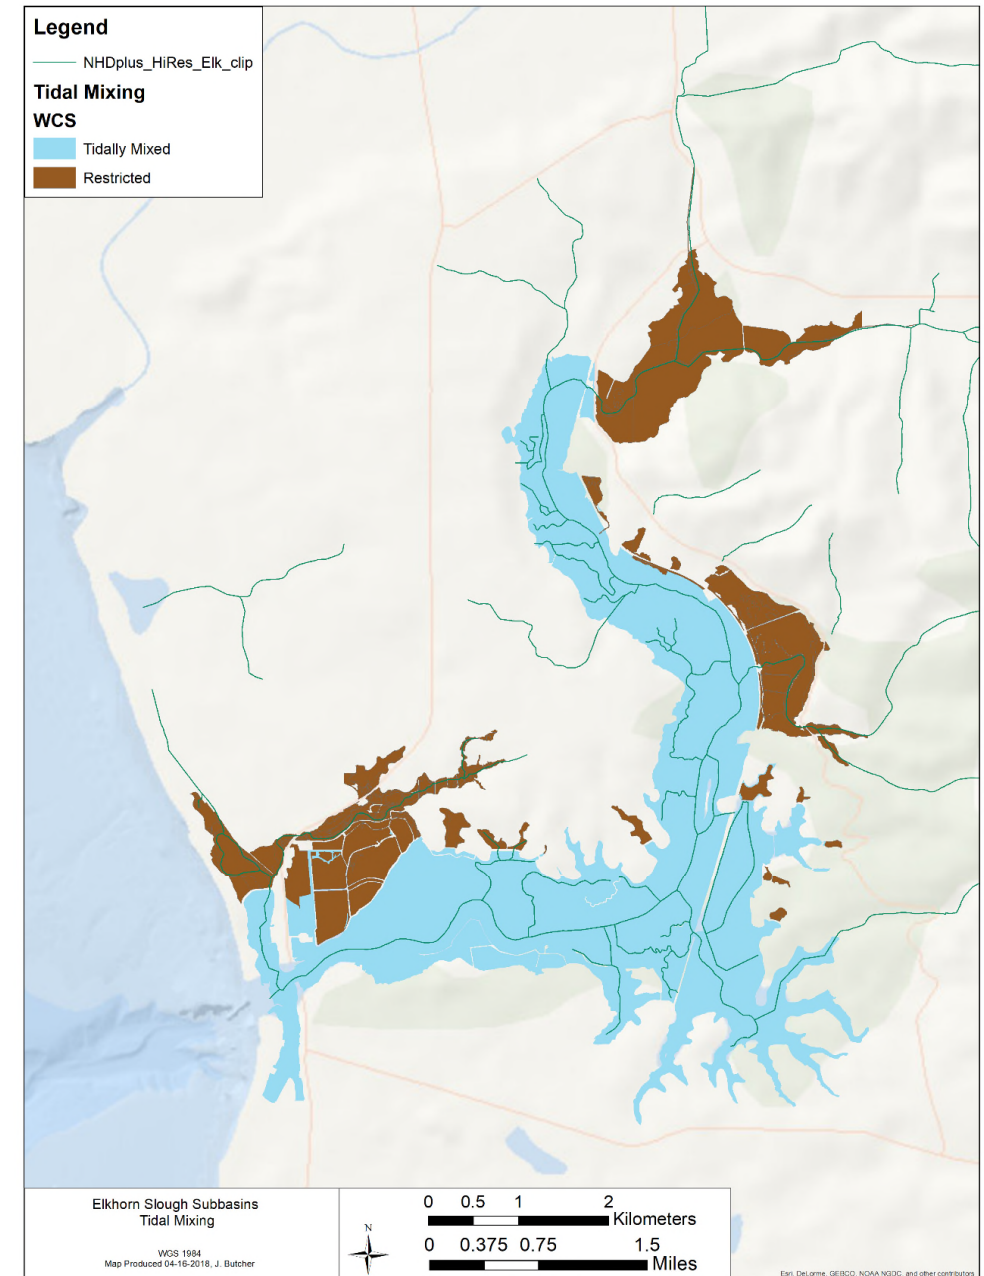 Legend
NHDplus_HiRes_Elk_clip
Tidal Mixing
WCS
Tidally Mixed
Restricted
Elkhorn Slough Subbasins
Tidal Mixing
WGS 1984
Map Produced 04-16-2018, J. Butcher
N
0 0.5 1 2
Kilometers
0 0.375 0.75 1.5
Miles
Esri, DeLorme, GEBCO, NOAA NGDC, and other contributors